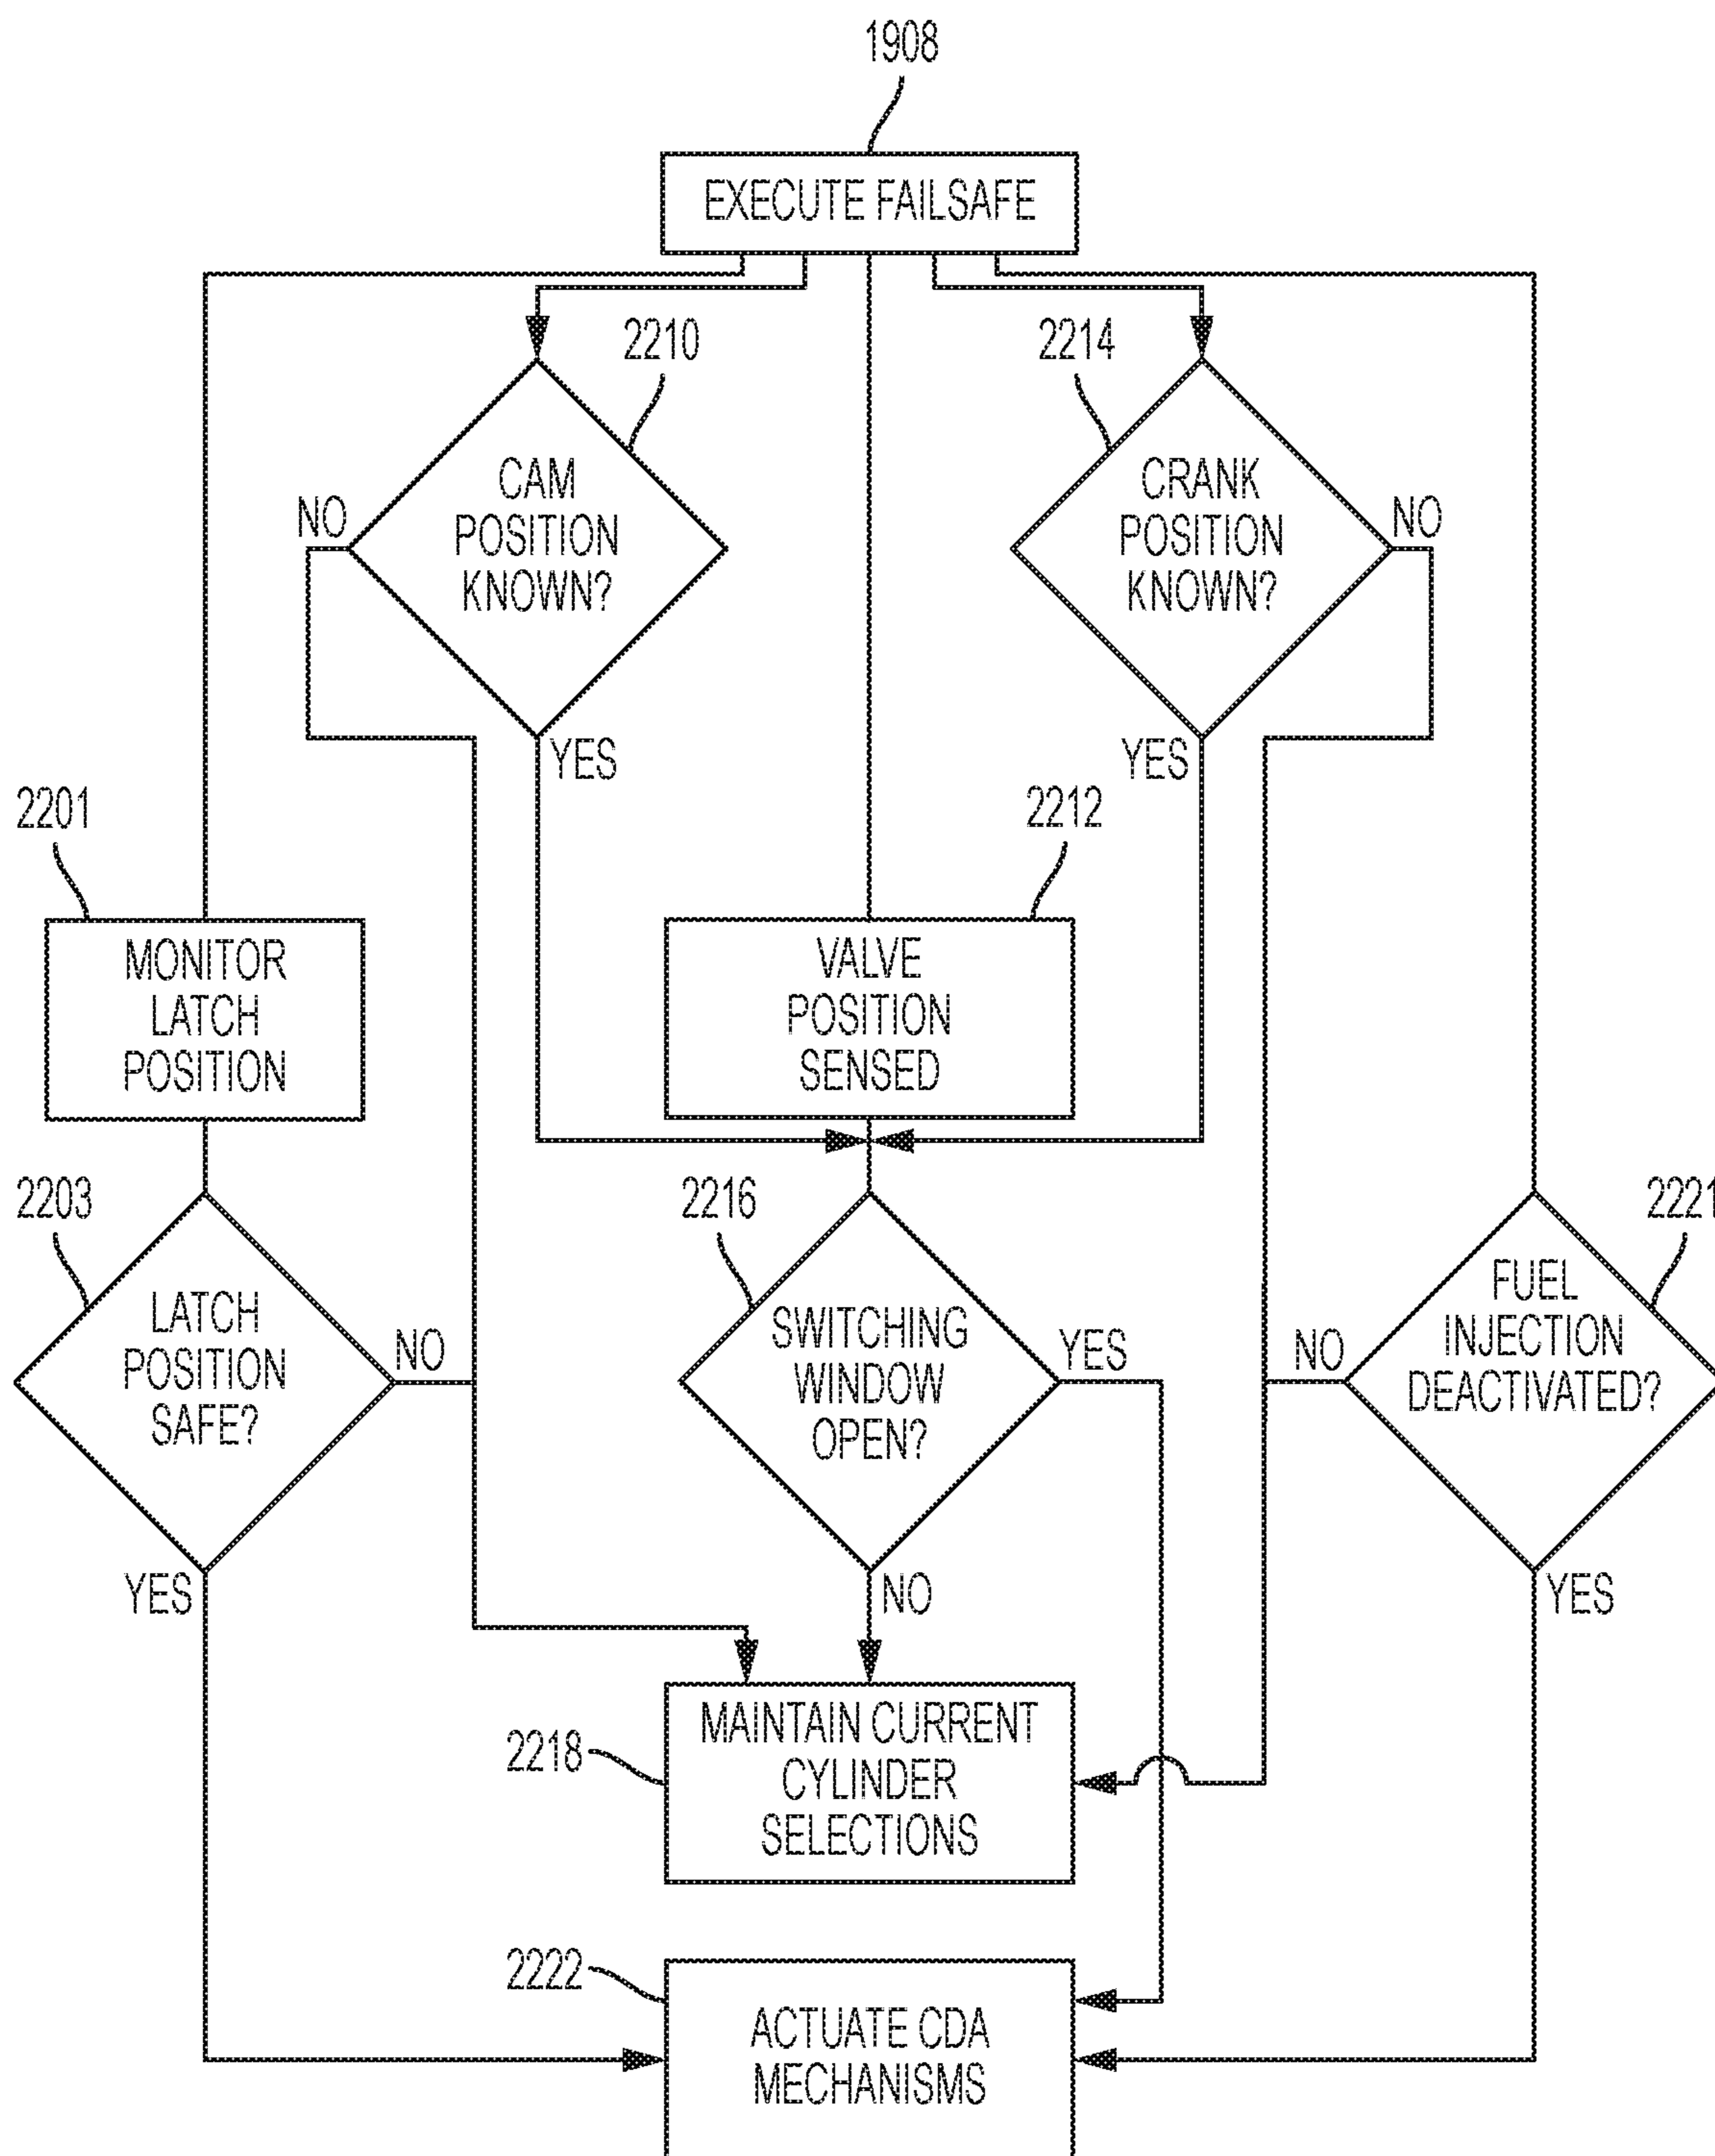 1908
EXECUTE FAILSAFE
2210
2214
CAM
POSITION
KNOWN?
NO
YES
CRANK
POSITION
KNOWN?
NO
YES
2201
MONITOR
LATCH
POSITION
2212
VALVE
POSITION
SENSED
2203
LATCH
POSITION
SAFE?
NO
YES
2216
SWITCHING
WINDOW
OPEN?
YES
NO
2221
FUEL
INJECTION
DEACTIVATED?
NO
YES
2218
MAINTAIN CURRENT
CYLINDER
SELECTIONS
2222
ACTUATE CDA
MECHANISMS